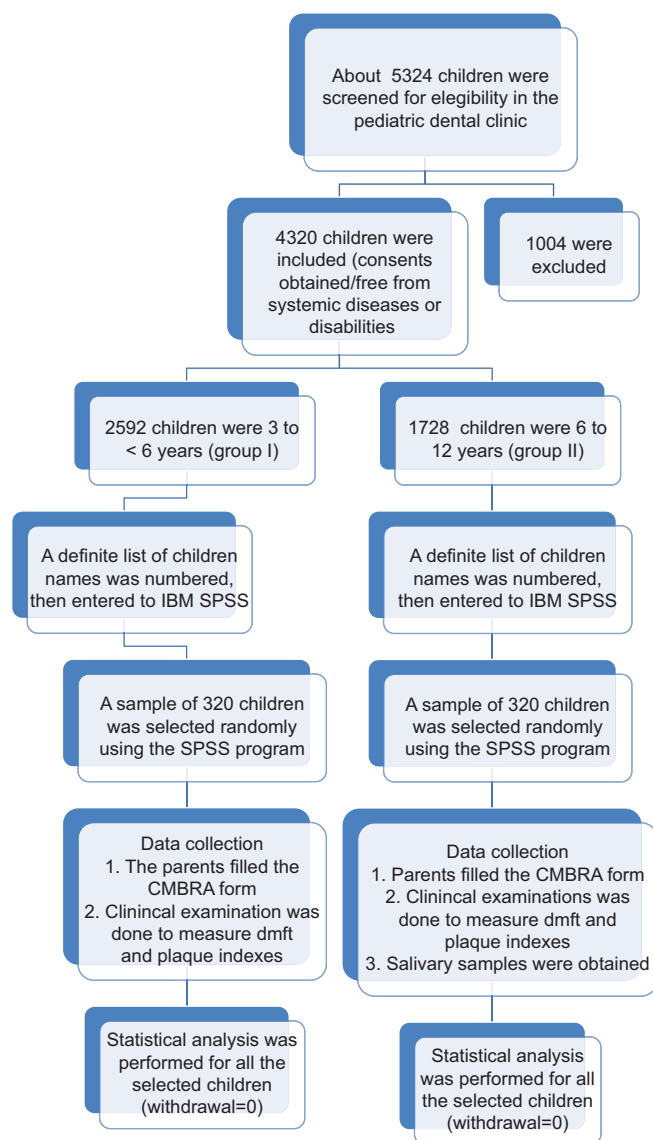 About 5324 children were
screened for elegibility in the
pediatric dental clinic
4320 children were
included (consents
obtained/free from
systemic diseases or
disabilities
1004 were
excluded
2592 children were 3 to
< 6 years (group I)
1728 children were 6 to
12 years (group II)
A definite list of children
names was numbered,
then entered to IBM SPSS
A definite list of children
names was numbered,
then entered to IBM SPSS
A sample of 320 children
was selected randomly
using the SPSS program
A sample of 320 children
was selected randomly
using the SPSS program
Data collection
1. The parents filled the
CMBRA form
2. Clinincal examination was
done to measure dmft
and plaque indexes
Data collection
1. Parents filled the CMBRA form
2. Clinincal examinations was
done to measure dmft and
plaque indexes
3. Salivary samples were obtained
Statistical analysis was
performed for all the
selected children
(withdrawal=0)
Statistical analysis
was performed for all
the selected children
(withdrawal=0)